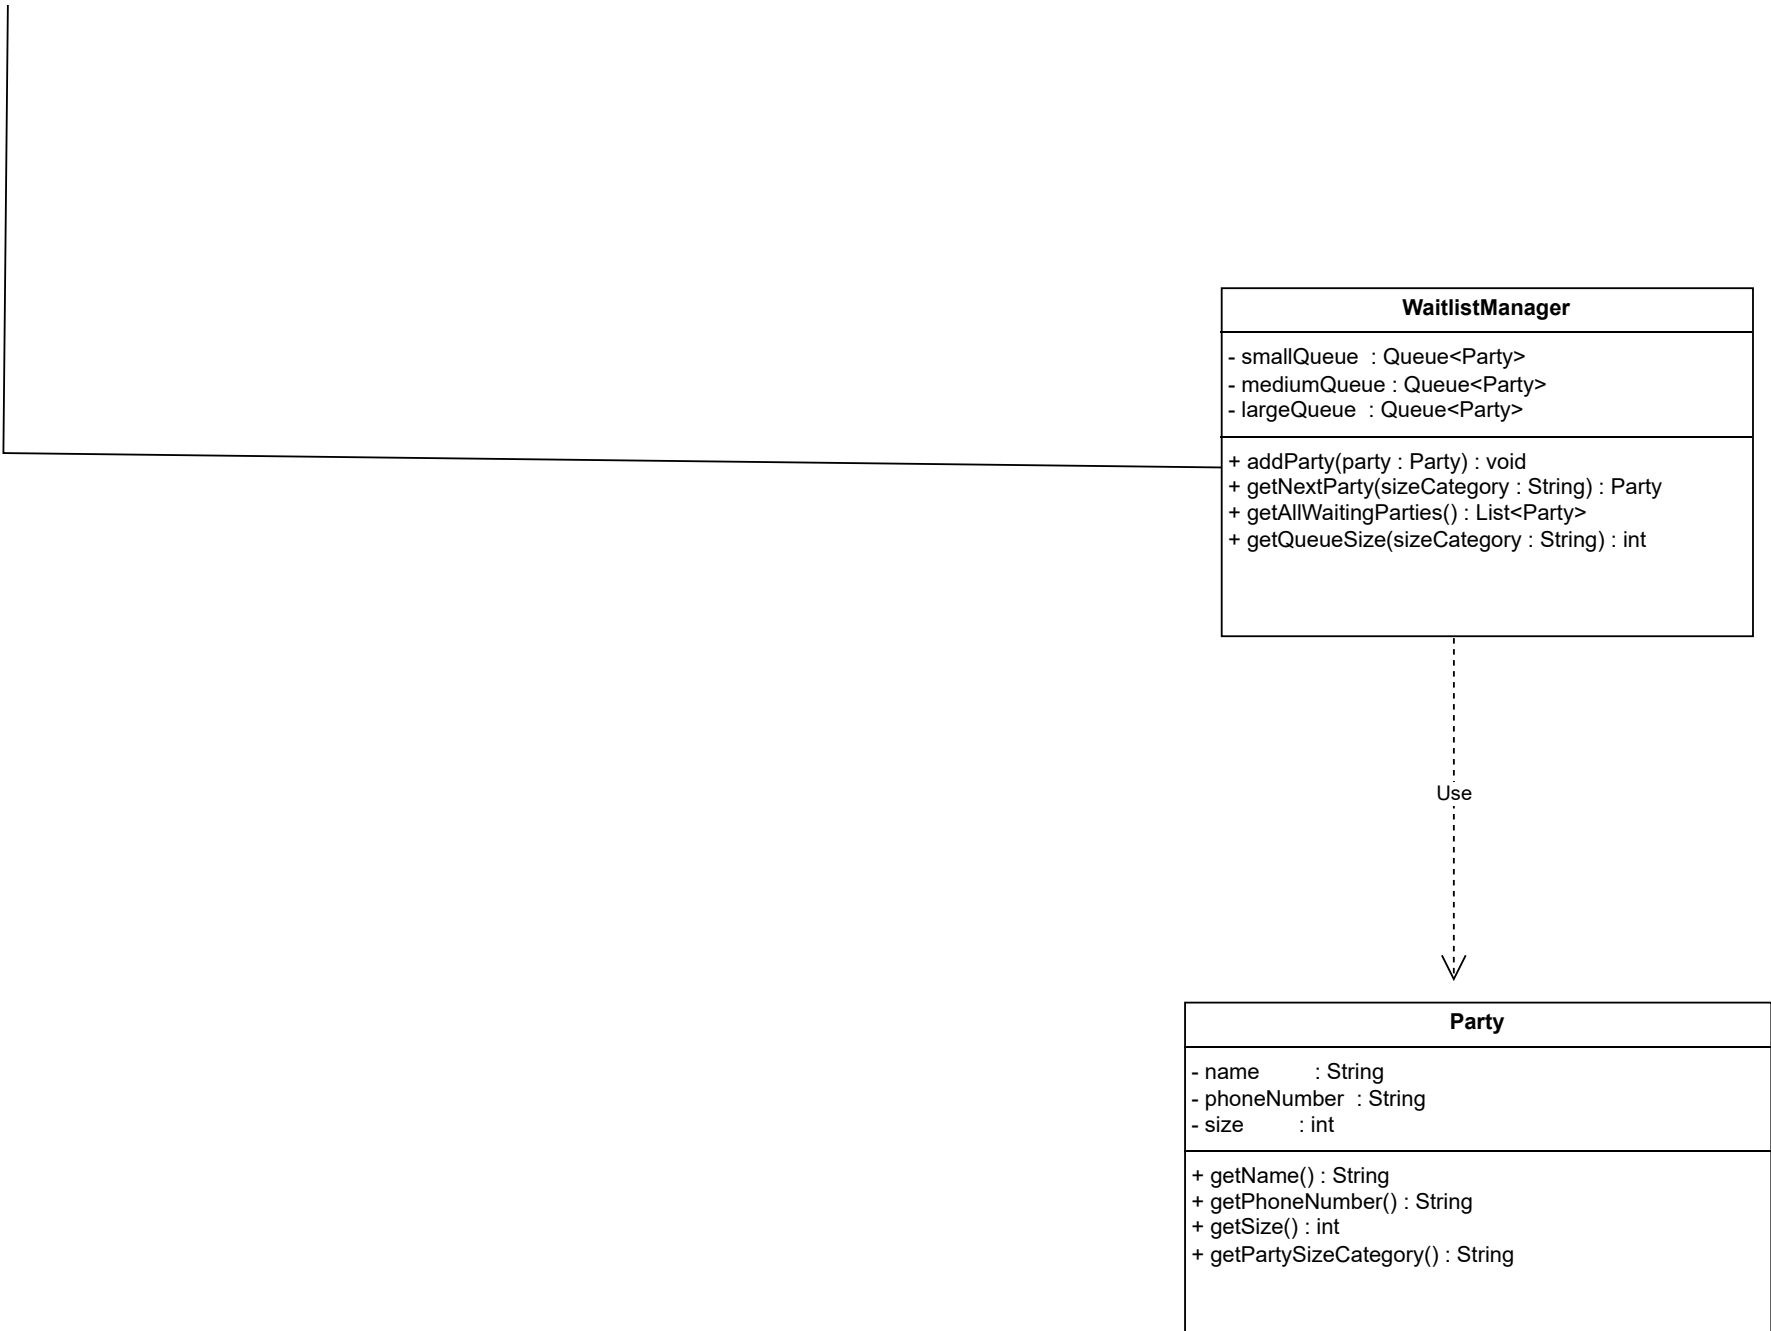 WaitlistManager
- smallQueue : Queue<Party>
- mediumQueue : Queue<Party>
- largeQueue : Queue<Party>
+ addParty(party : Party) : void
+ getNextParty(sizeCategory : String) : Party
+ getAllWaitingParties() : List<Party>
+ getQueueSize(sizeCategory : String) : int
Use
Party
- name : String
- phoneNumber : String
- size : int
+ getName() : String
+ getPhoneNumber() : String
+ getSize() : int
+ getPartySizeCategory() : String